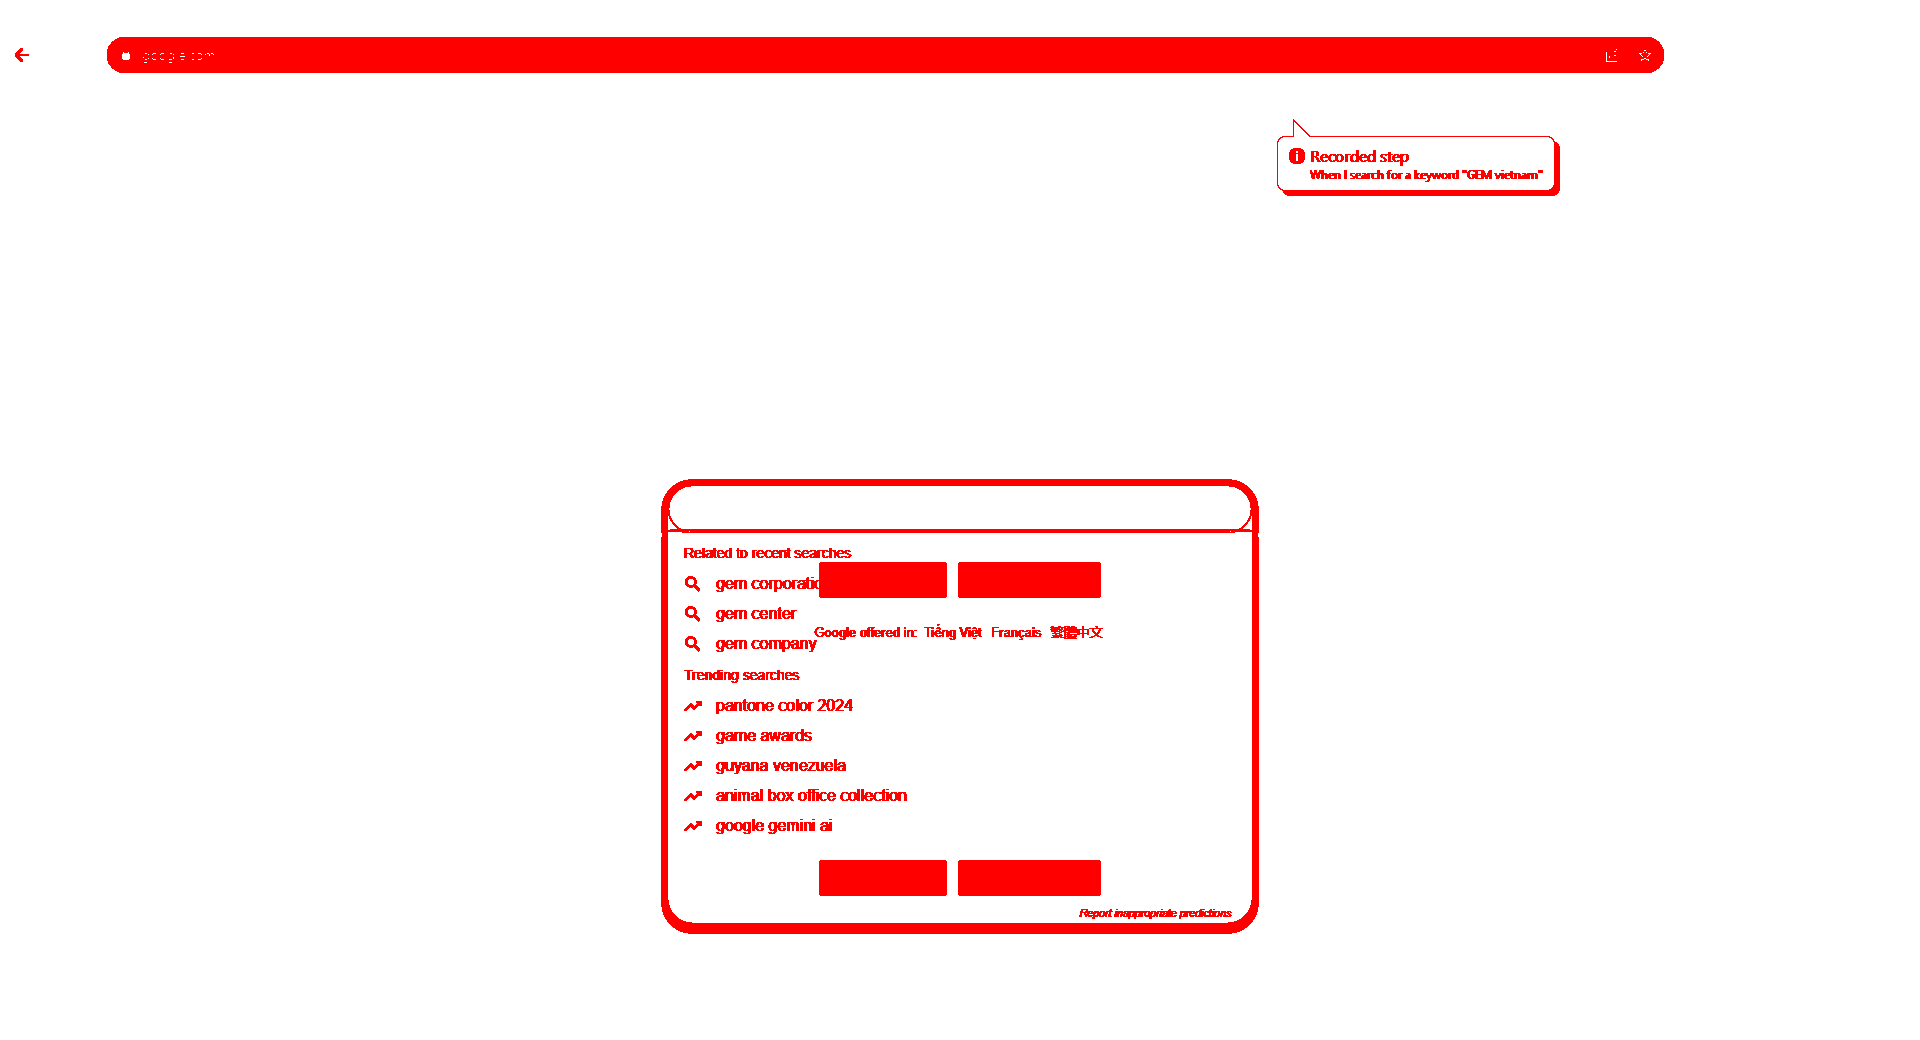 google.com
Recorded step
When I search for a keyword "GEM vietnam"
Related to recent searches
gem corporatio
gem center
gem company
Google offered in: Tiếng Việt Français 繁體中文
Trending searches
pantone color 2024
game awards
guyana venezuela
animal box office collection
google gemini ai
Report inappropriate predictions